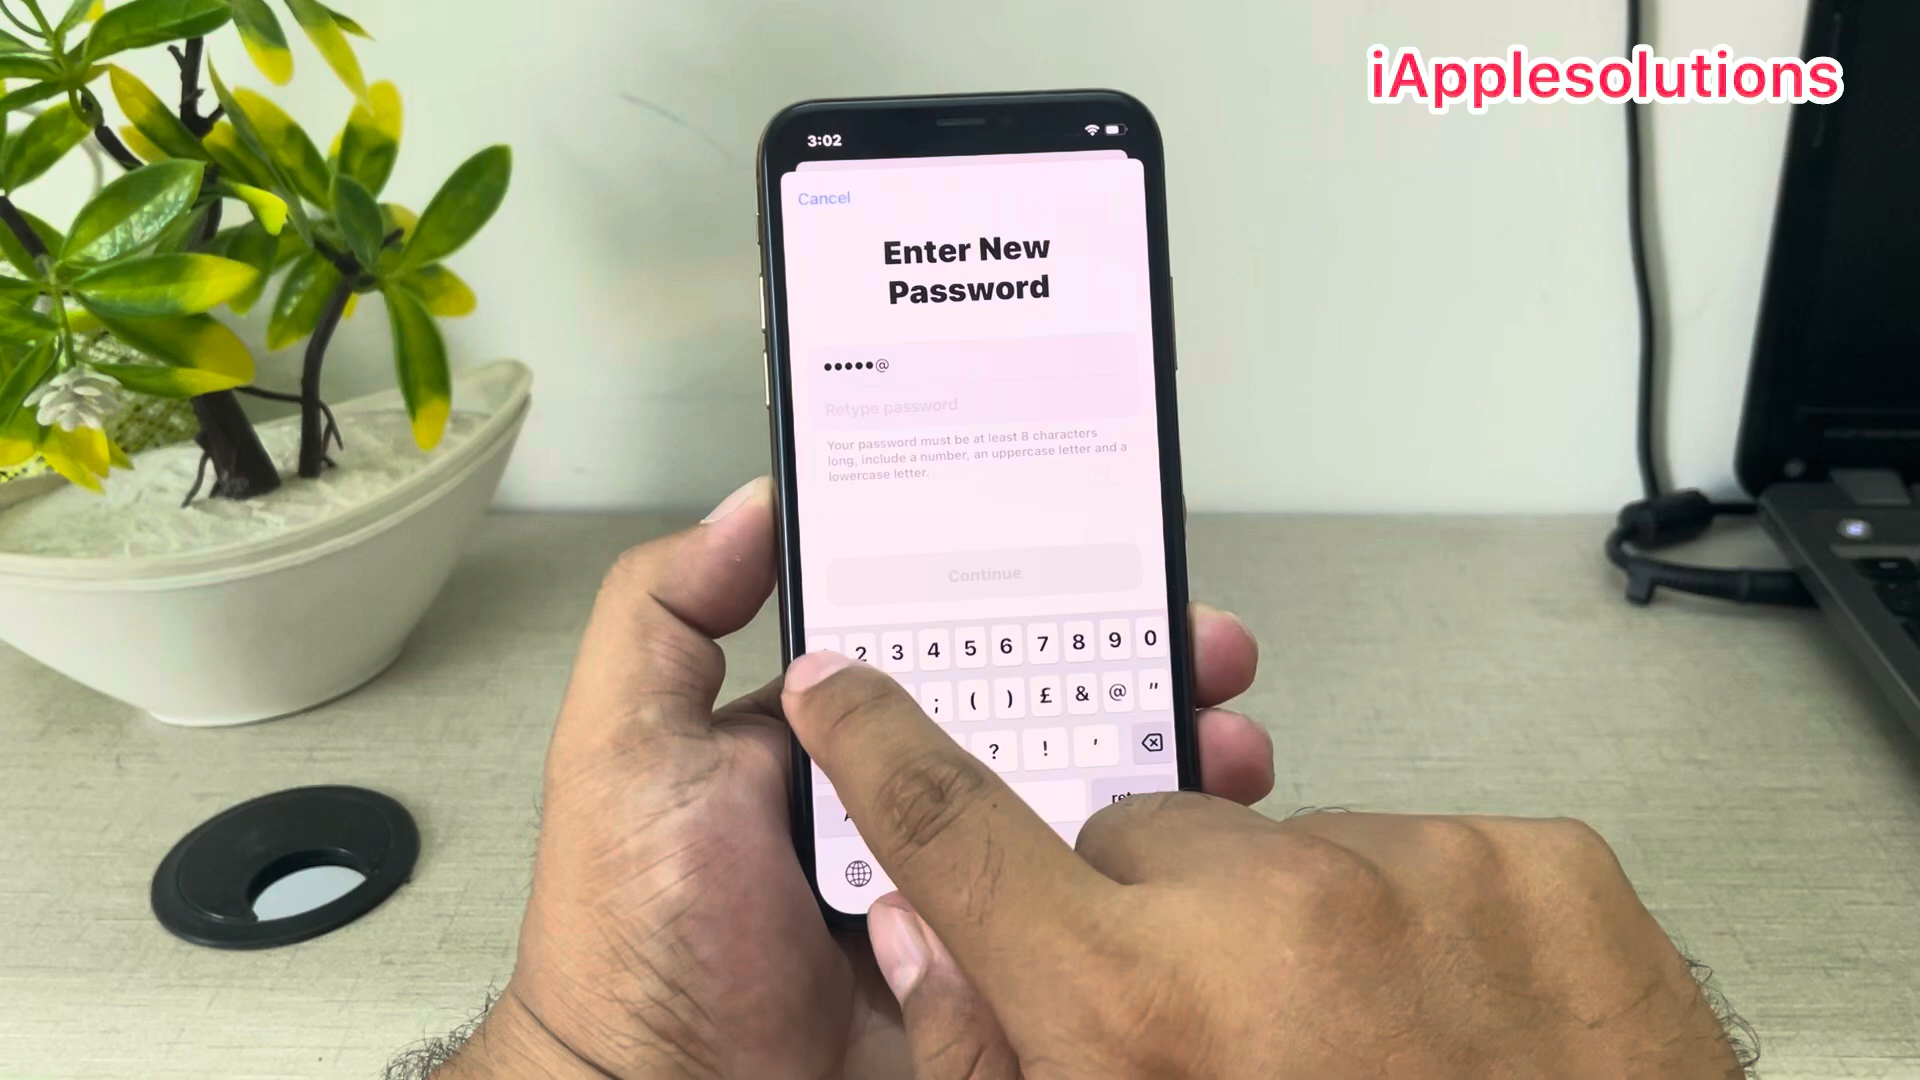 iApplesolutions
3:02
Cancel
Enter New
Password
•••••@
Retype password
Your password must be at least 8 characters
long, include a number, an uppercase letter and a
lowercase letter.
Continue
2 3 4 5 6 7 8 9 0
; ( ) £ & @ "
? ! '